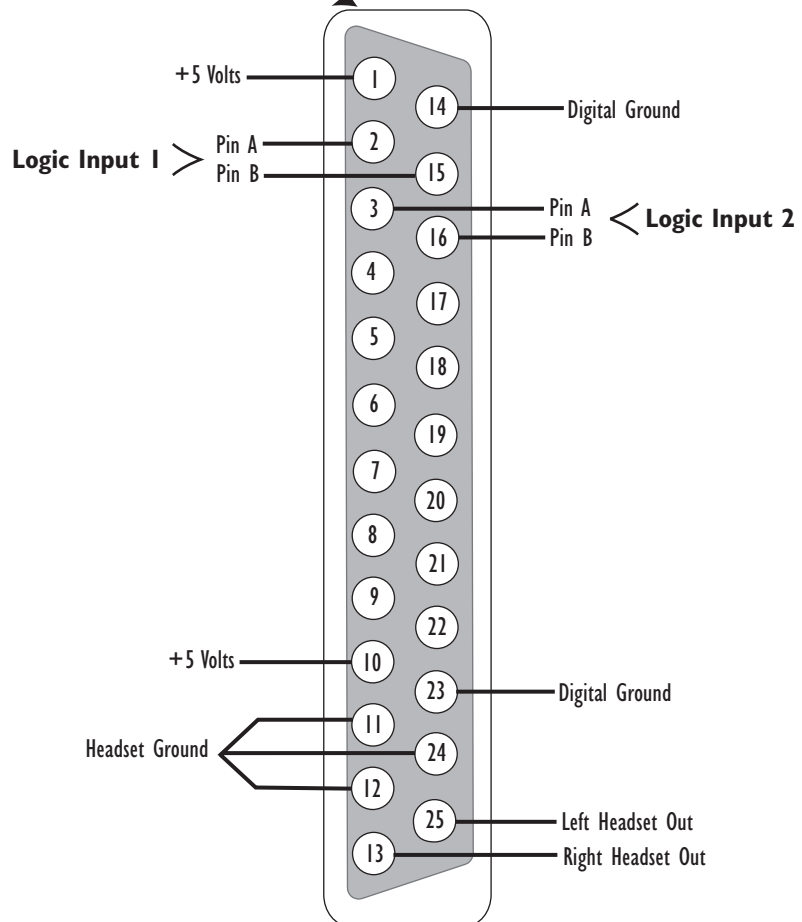 +5 Volts
1
14
Digital Ground
Logic Input 1
Pin A
2
Pin B
15
3
Pin A
Logic Input 2
16
Pin B
4
17
5
18
6
19
7
20
8
21
9
22
+5 Volts
10
23
Digital Ground
11
Headset Ground
24
12
25
Left Headset Out
13
Right Headset Out